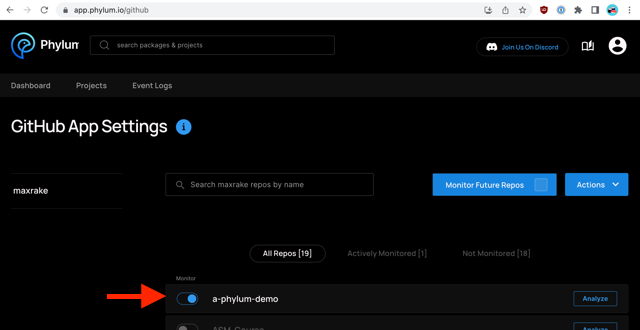 app.phylum.io/github
Phylum
search packages & projects
Join Us On Discord
Dashboard Projects Event Logs
GitHub App Settings
maxrake
Search maxrake repos by name
Monitor Future Repos
Actions
All Repos [19] Actively Monitored [1] Not Monitored [18]
Monitor
a-phylum-demo Analyze